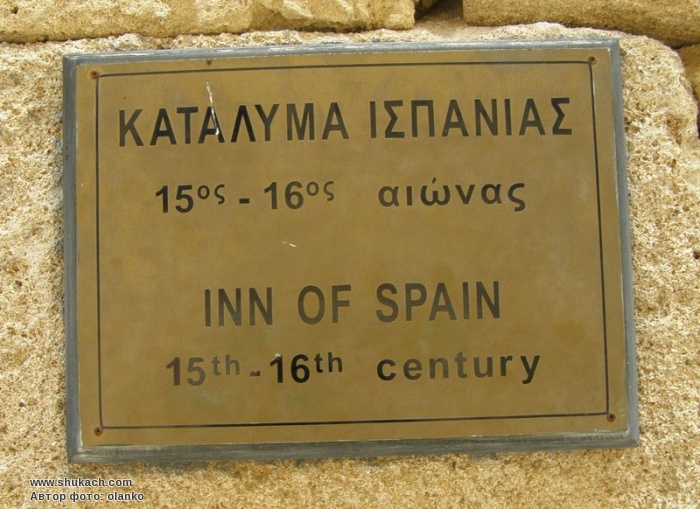 ΚΑΤΑΛΥΜΑ ΙΣΠΑΝΙΑΣ
15ος - 16ος αιώνας
INN OF SPAIN
15th - 16th century
www.shukach.com
Автор фото: olanko